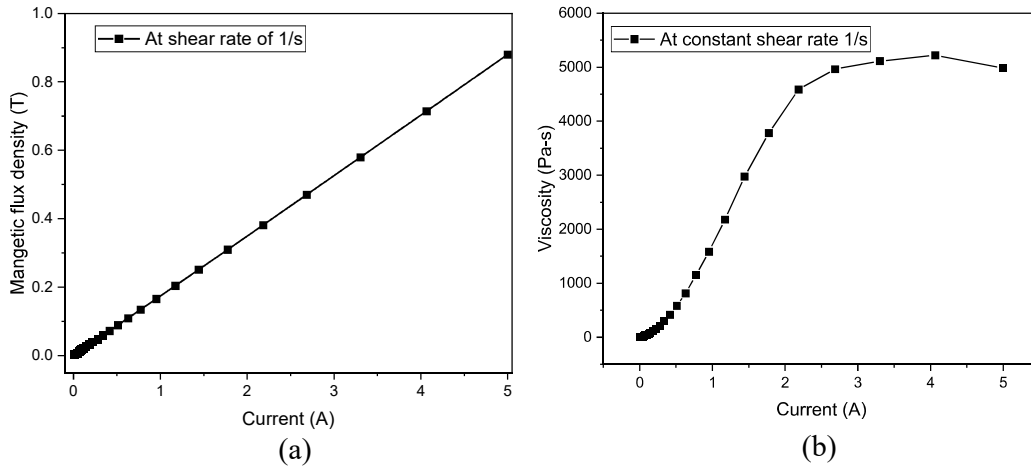 At shear rate of 1/s
Mangetic flux density (T)
1.0
0.8
0.6
0.4
0.2
0.0
0 1 2 3 4 5
Current (A)
(a)
At constant shear rate 1/s
Viscosity (Pa-s)
6000
5000
4000
3000
2000
1000
0
0 1 2 3 4 5
Current (A)
(b)